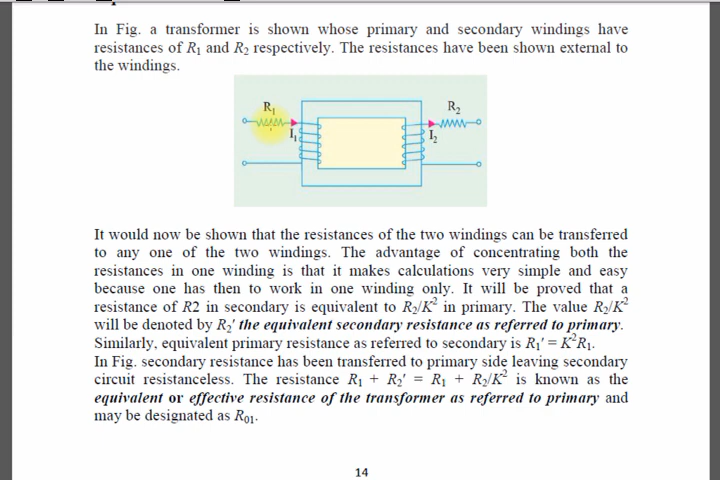 In Fig. a transformer is shown whose primary and secondary windings have
resistances of R1 and R2 respectively. The resistances have been shown external to
the windings.
R1
R2
I1
I2
It would now be shown that the resistances of the two windings can be transferred
to any one of the two windings. The advantage of concentrating both the
resistances in one winding is that it makes calculations very simple and easy
because one has then to work in one winding only. It will be proved that a
resistance of R2 in secondary is equivalent to R₂/K² in primary. The value R₂/K²
will be denoted by R₂' the equivalent secondary resistance as referred to primary.
Similarly, equivalent primary resistance as referred to secondary is R₁' = K²R₁.
In Fig. secondary resistance has been transferred to primary side leaving secondary
circuit resistanceless. The resistance R₁ + R₂' = R₁ + R₂/K² is known as the
equivalent or effective resistance of the transformer as referred to primary and
may be designated as R₀₁.
14